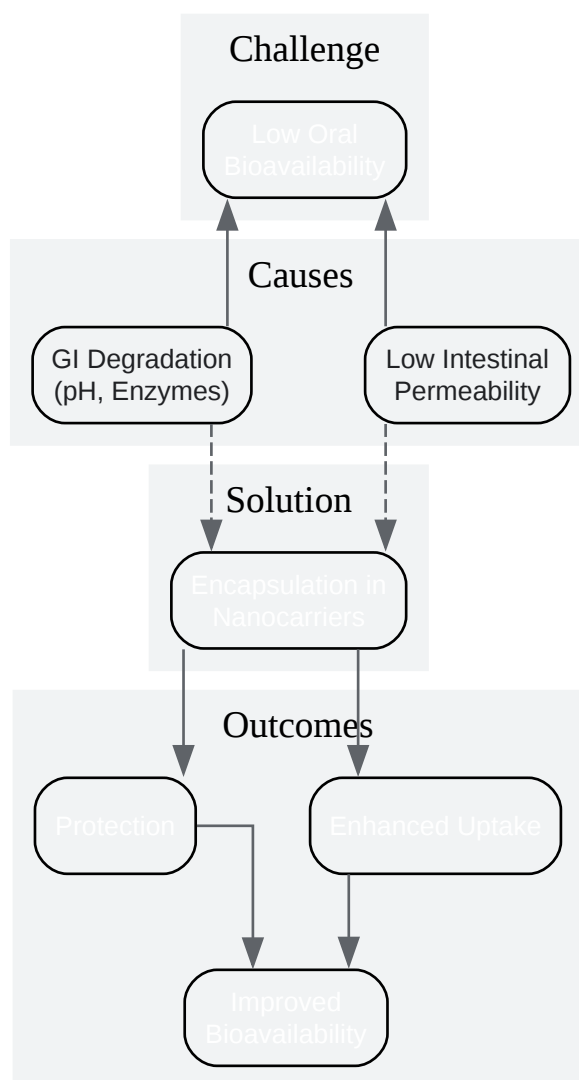 Challenge
Low Oral
Bioavailability
Causes
GI Degradation
(pH, Enzymes)
Low Intestinal
Permeability
Solution
Encapsulation in
Nanocarriers
Outcomes
Protection
Enhanced Uptake
Improved
Bioavailability